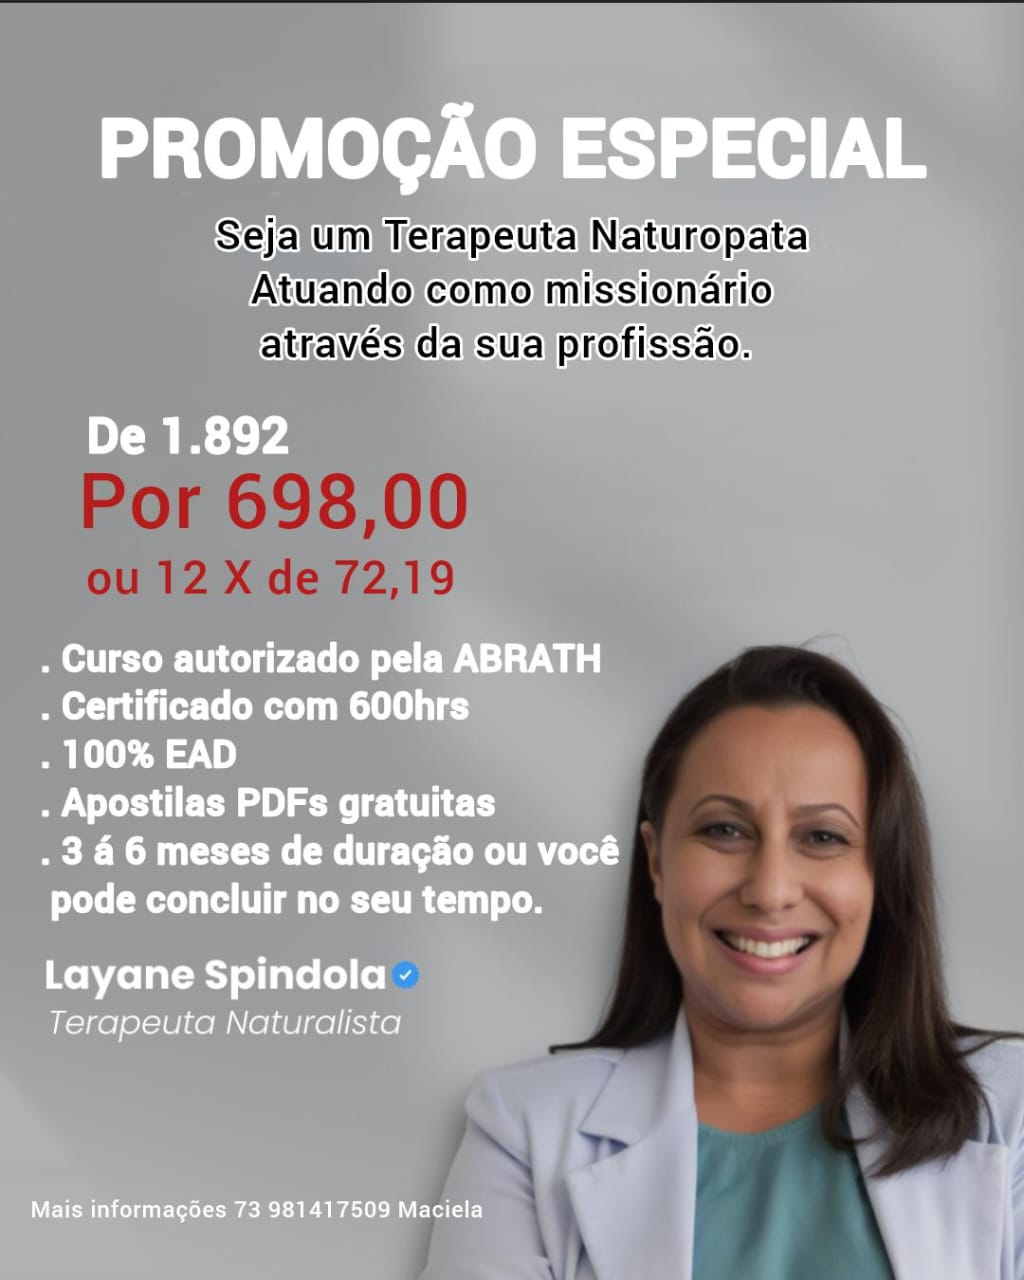 PROMOÇÃO ESPECIAL
Seja um Terapeuta Naturopata
Atuando como missionário
através da sua profissão.
De 1.892
Por 698,00
ou 12 X de 72,19
. Curso autorizado pela ABRATH
. Certificado com 600hrs
. 100% EAD
. Apostilas PDFs gratuitas
. 3 á 6 meses de duração ou você
pode concluir no seu tempo.
Layane Spindola
Terapeuta Naturalista
Mais informações 73 981417509 Maciela